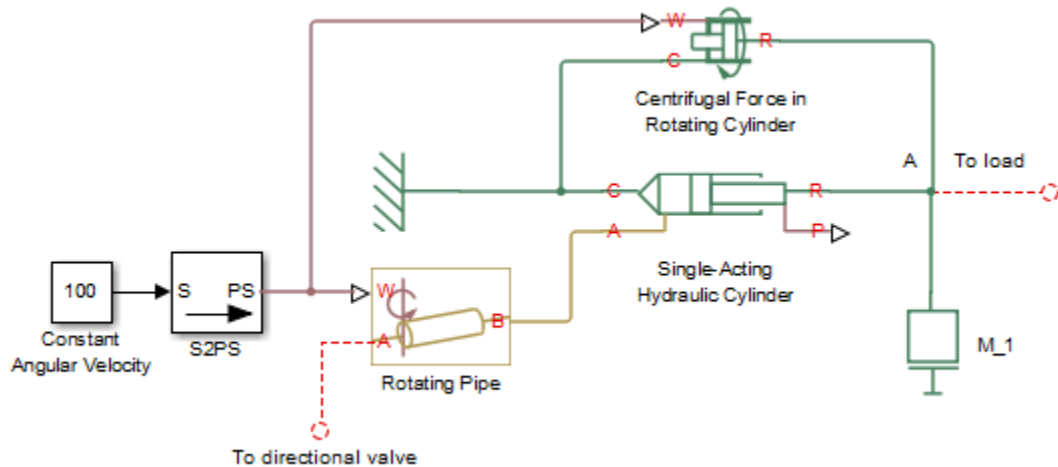 W
R
C
Centrifugal Force in
Rotating Cylinder
A
To load
C
R
A
P
Single-Acting
Hydraulic Cylinder
100
S PS
W
B
A
Constant
Angular Velocity
S2PS
Rotating Pipe
M_1
To directional valve